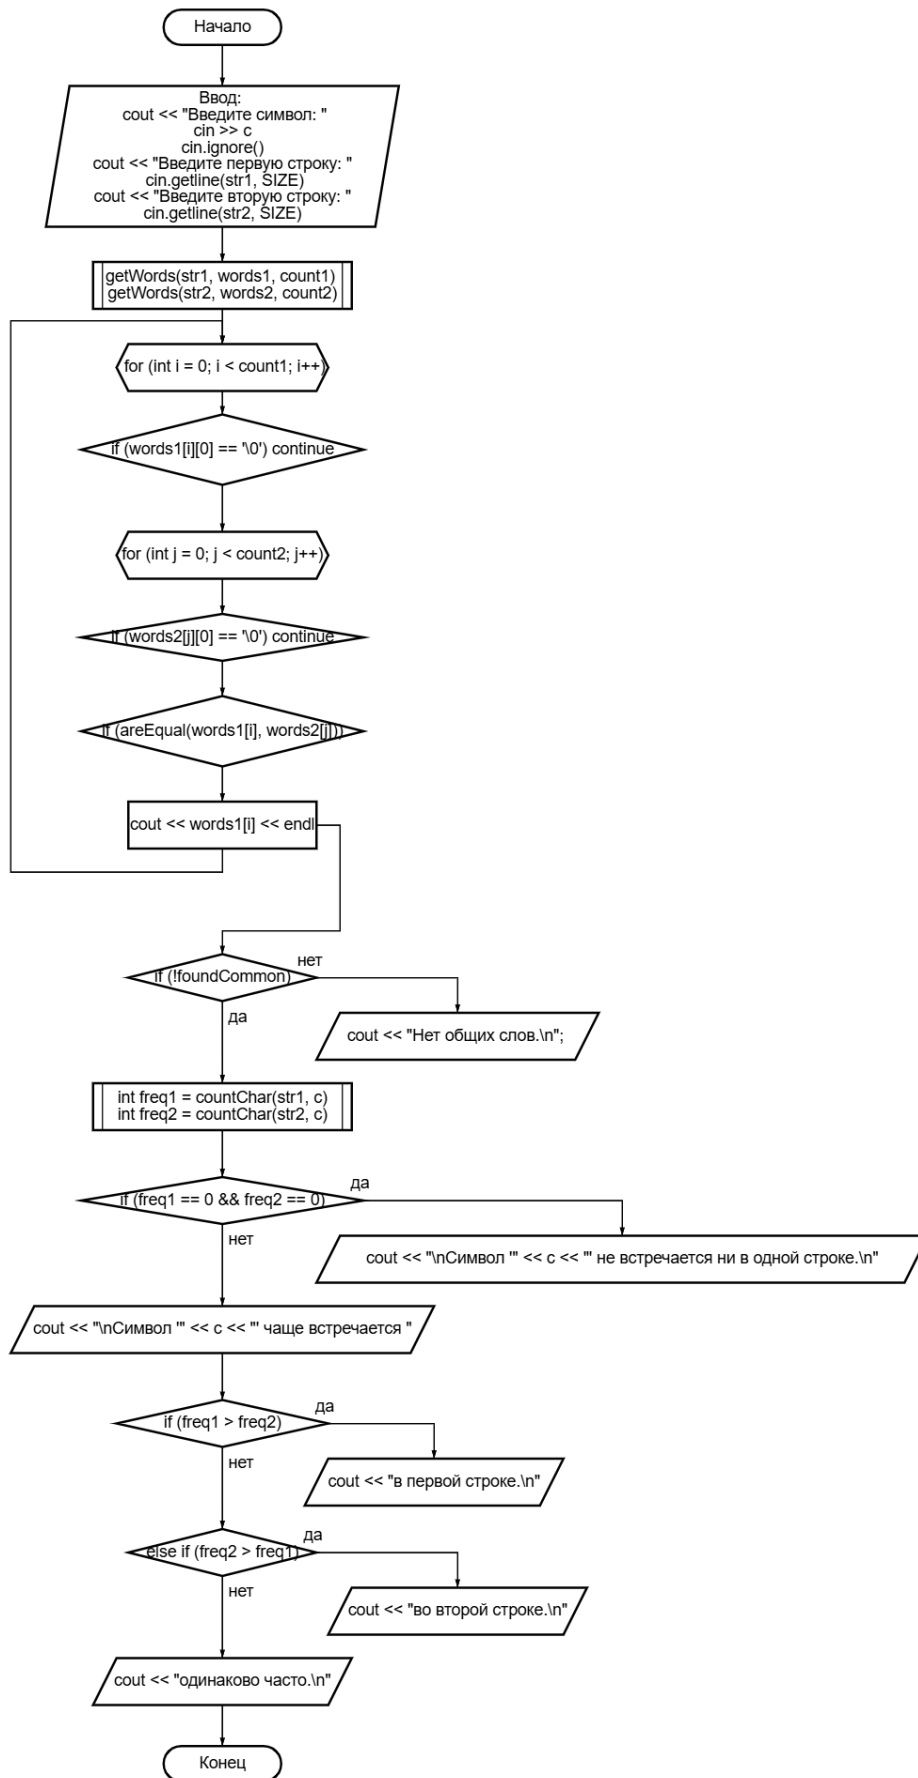 Начало
Ввод:
cout << "Введите символ: "
cin >> c
cin.ignore()
cout << "Введите первую строку: "
cin.getline(str1, SIZE)
cout << "Введите вторую строку: "
cin.getline(str2, SIZE)
getWords(str1, words1, count1)
getWords(str2, words2, count2)
for (int i = 0; i < count1; i++)
if (words1[i][0] == '\0') continue
for (int j = 0; j < count2; j++)
if (words2[j][0] == '\0') continue
if (areEqual(words1[i], words2[j]))
cout << words1[i] << endl
if (!foundCommon)
нет
cout << "Нет общих слов.\n";
да
int freq1 = countChar(str1, c)
int freq2 = countChar(str2, c)
if (freq1 == 0 && freq2 == 0)
да
cout << "\nСимвол '" << c << "' не встречается ни в одной строке.\n"
нет
cout << "\nСимвол '" << c << "' чаще встречается "
if (freq1 > freq2)
да
cout << "в первой строке.\n"
нет
else if (freq2 > freq1)
да
cout << "во второй строке.\n"
нет
cout << "одинаково часто.\n"
Конец